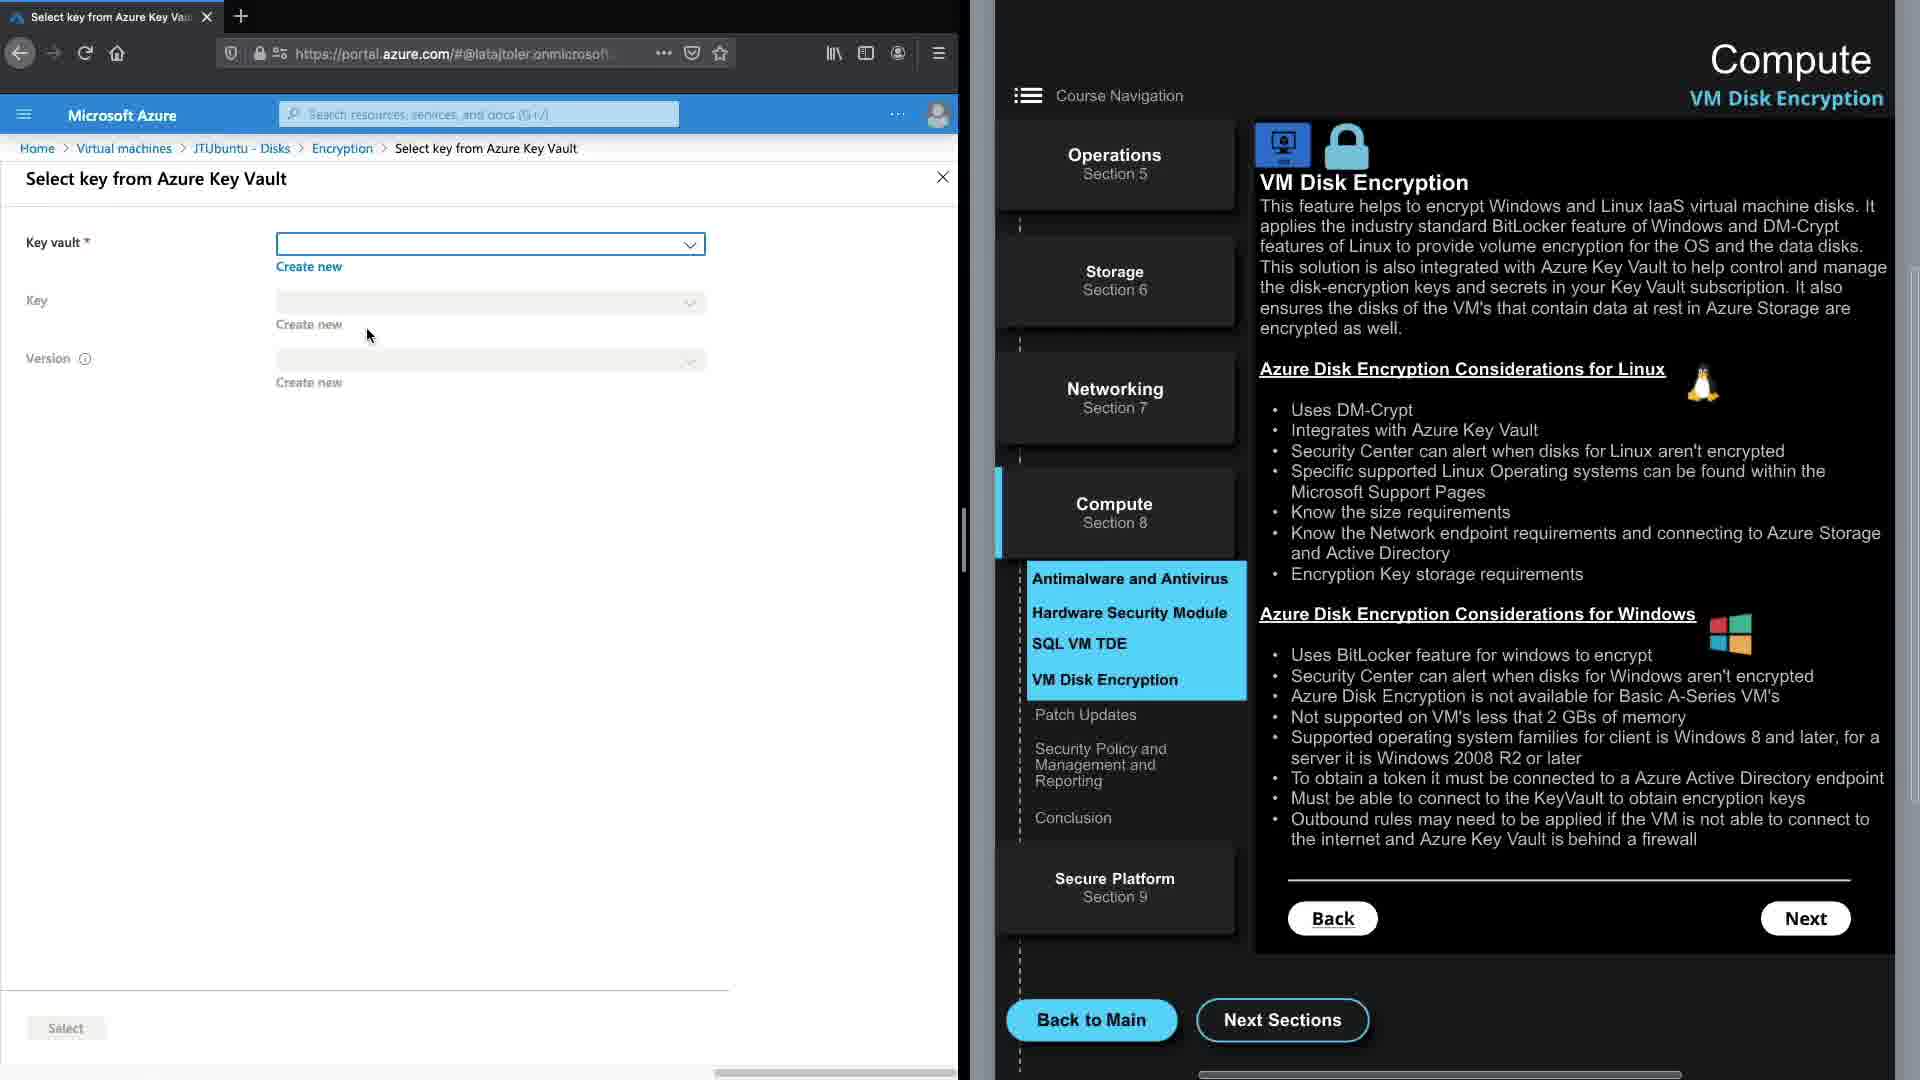 Select key from Azure Key Vau
https://portal.azure.com/#@latajtoler.onmicrosoft
Microsoft Azure
Search resources, services, and docs (G+/)
Home > Virtual machines > JTUbuntu - Disks > Encryption > Select key from Azure Key Vault
Select key from Azure Key Vault
Key vault *
Create new
Key
Create new
Version
Create new
Select
Compute
VM Disk Encryption
Course Navigation
Operations
Section 5
Storage
Section 6
Networking
Section 7
Compute
Section 8
Antimalware and Antivirus
Hardware Security Module
SQL VM TDE
VM Disk Encryption
Patch Updates
Security Policy and
Management and
Reporting
Conclusion
Secure Platform
Section 9
Back to Main
Next Sections
VM Disk Encryption
This feature helps to encrypt Windows and Linux IaaS virtual machine disks. It
applies the industry standard BitLocker feature of Windows and DM-Crypt
features of Linux to provide volume encryption for the OS and the data disks.
This solution is also integrated with Azure Key Vault to help control and manage
the disk-encryption keys and secrets in your Key Vault subscription. It also
ensures the disks of the VM's that contain data at rest in Azure Storage are
encrypted as well.
Azure Disk Encryption Considerations for Linux
• Uses DM-Crypt
• Integrates with Azure Key Vault
• Security Center can alert when disks for Linux aren't encrypted
• Specific supported Linux Operating systems can be found within the
Microsoft Support Pages
• Know the size requirements
• Know the Network endpoint requirements and connecting to Azure Storage
and Active Directory
• Encryption Key storage requirements
Azure Disk Encryption Considerations for Windows
• Uses BitLocker feature for windows to encrypt
• Security Center can alert when disks for Windows aren't encrypted
• Azure Disk Encryption is not available for Basic A-Series VM's
• Not supported on VM's less that 2 GBs of memory
• Supported operating system families for client is Windows 8 and later, for a
server it is Windows 2008 R2 or later
• To obtain a token it must be connected to a Azure Active Directory endpoint
• Must be able to connect to the KeyVault to obtain encryption keys
• Outbound rules may need to be applied if the VM is not able to connect to
the internet and Azure Key Vault is behind a firewall
Back
Next